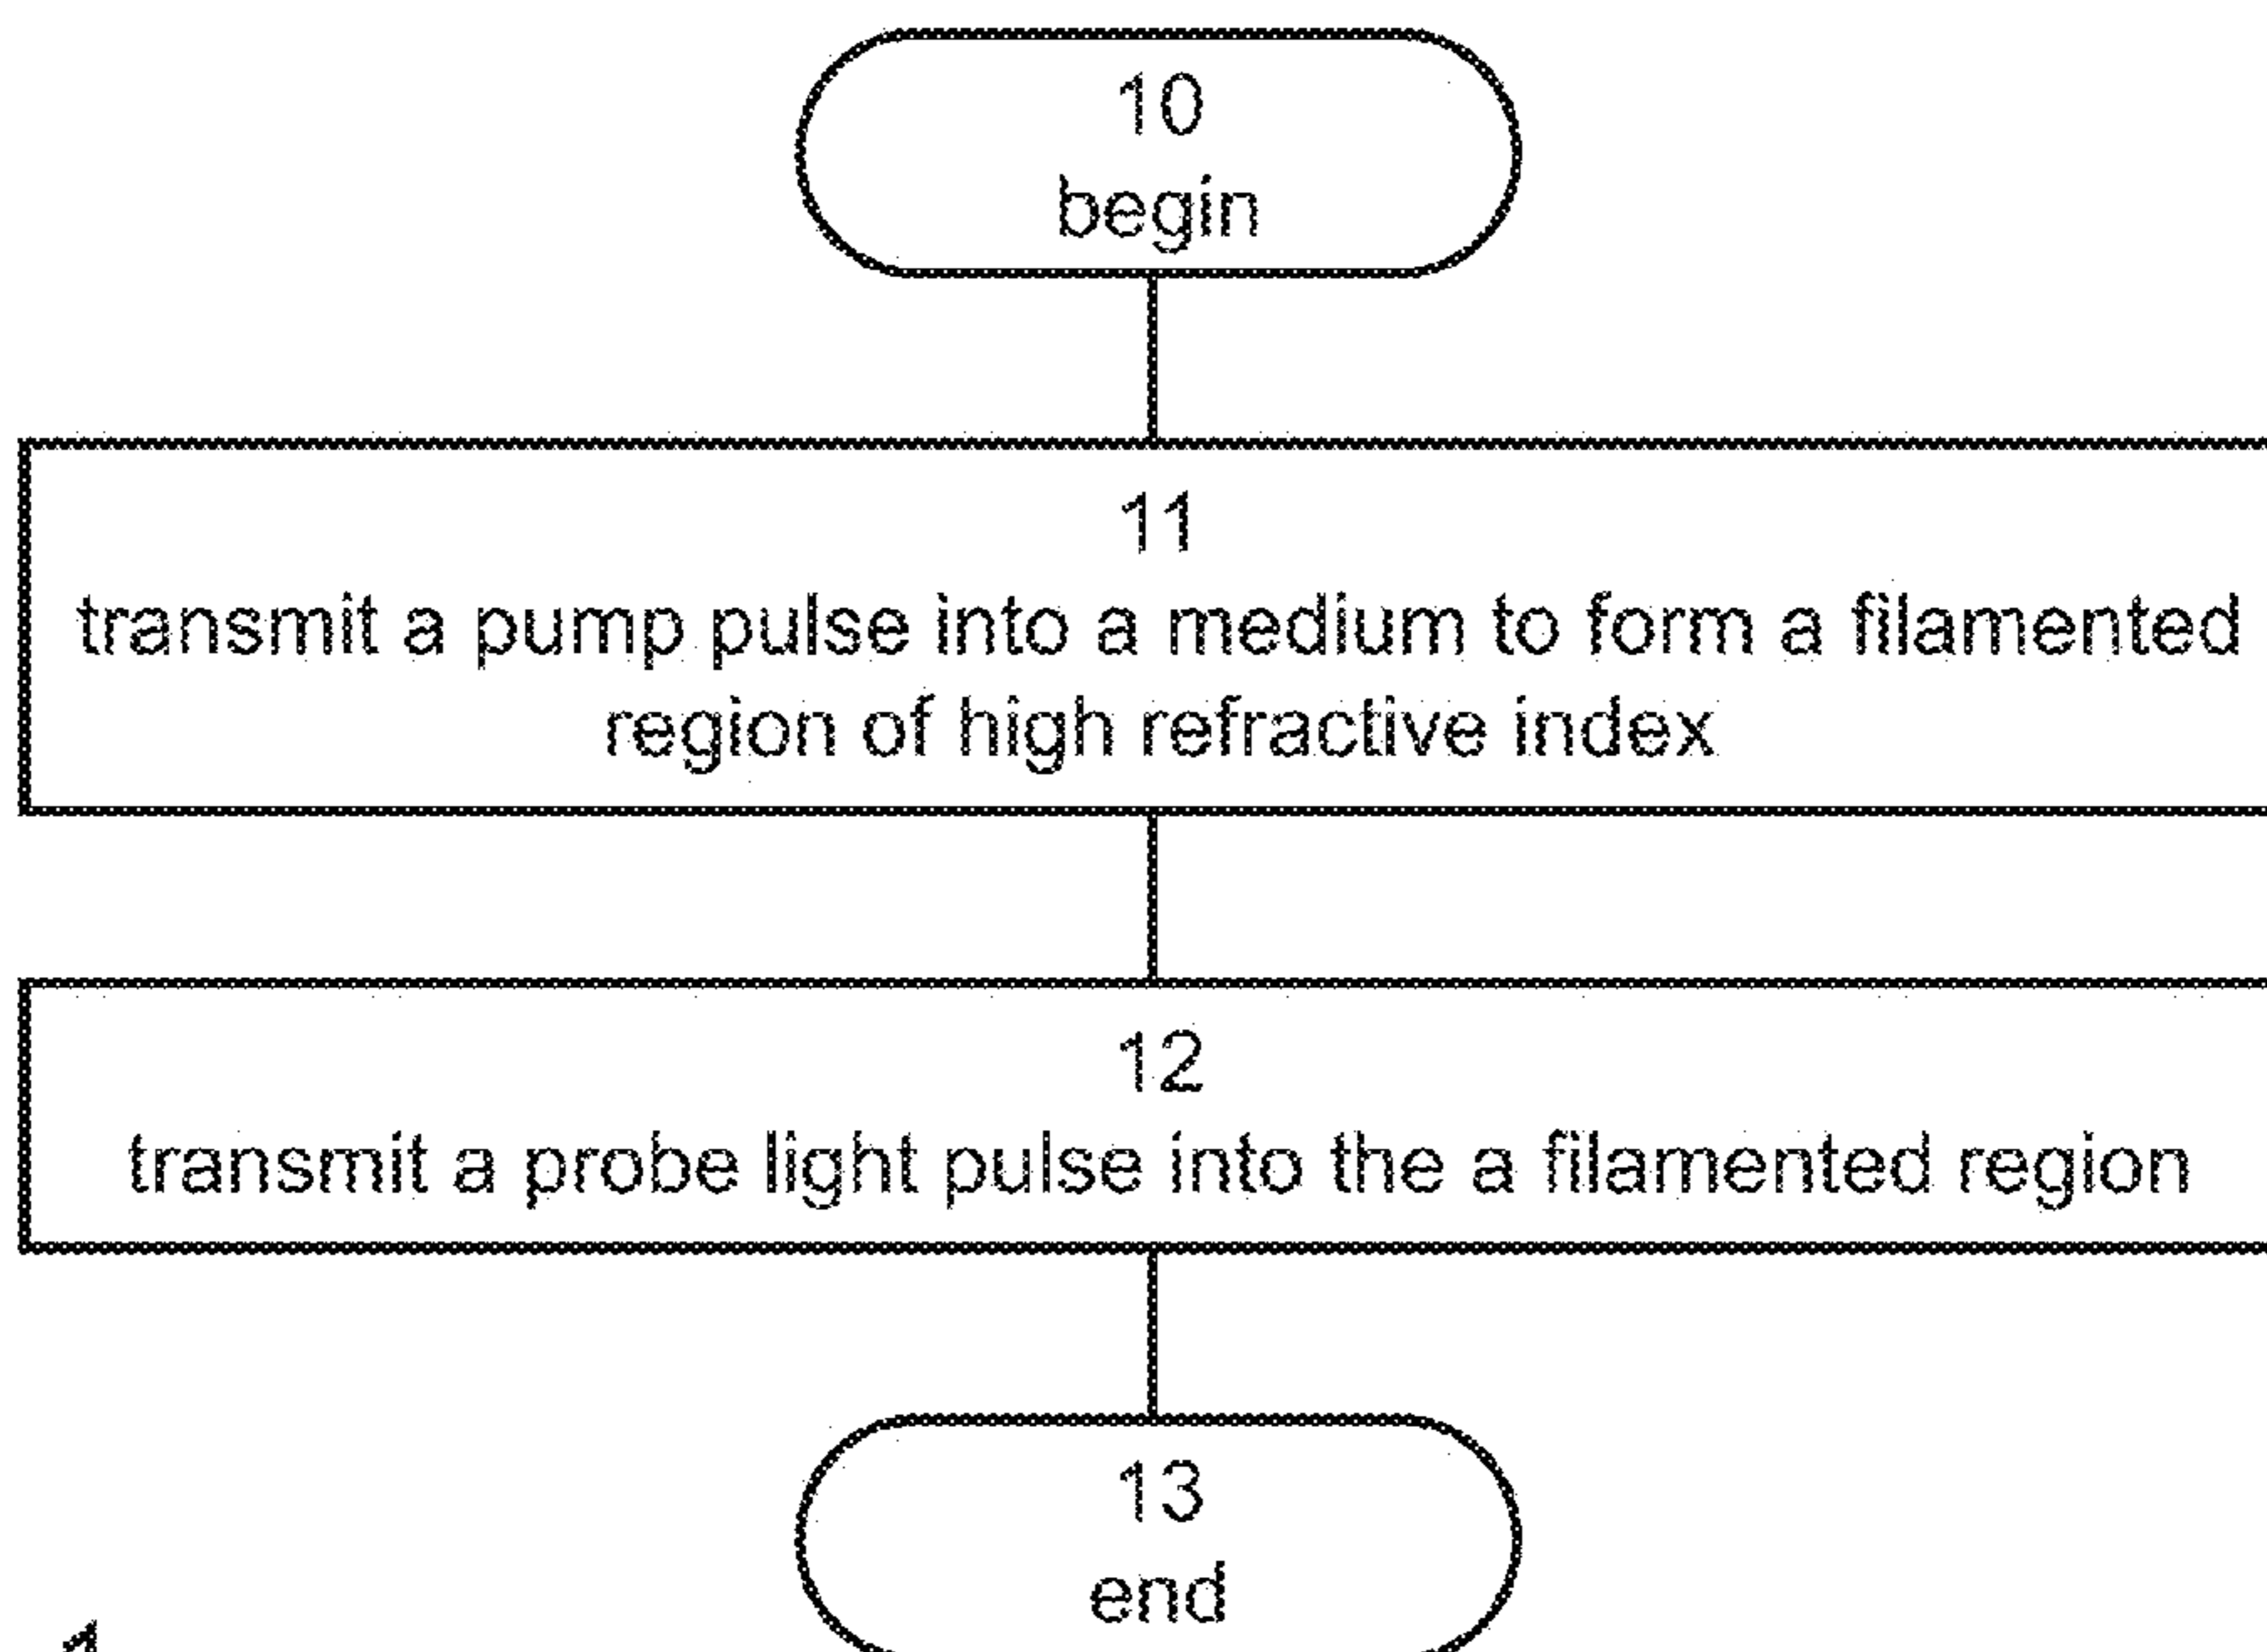 10
begin
11
transmit a pump pulse into a medium to form a filamented
region of high refractive index
12
transmit a probe light pulse into the a filamented region
13
end